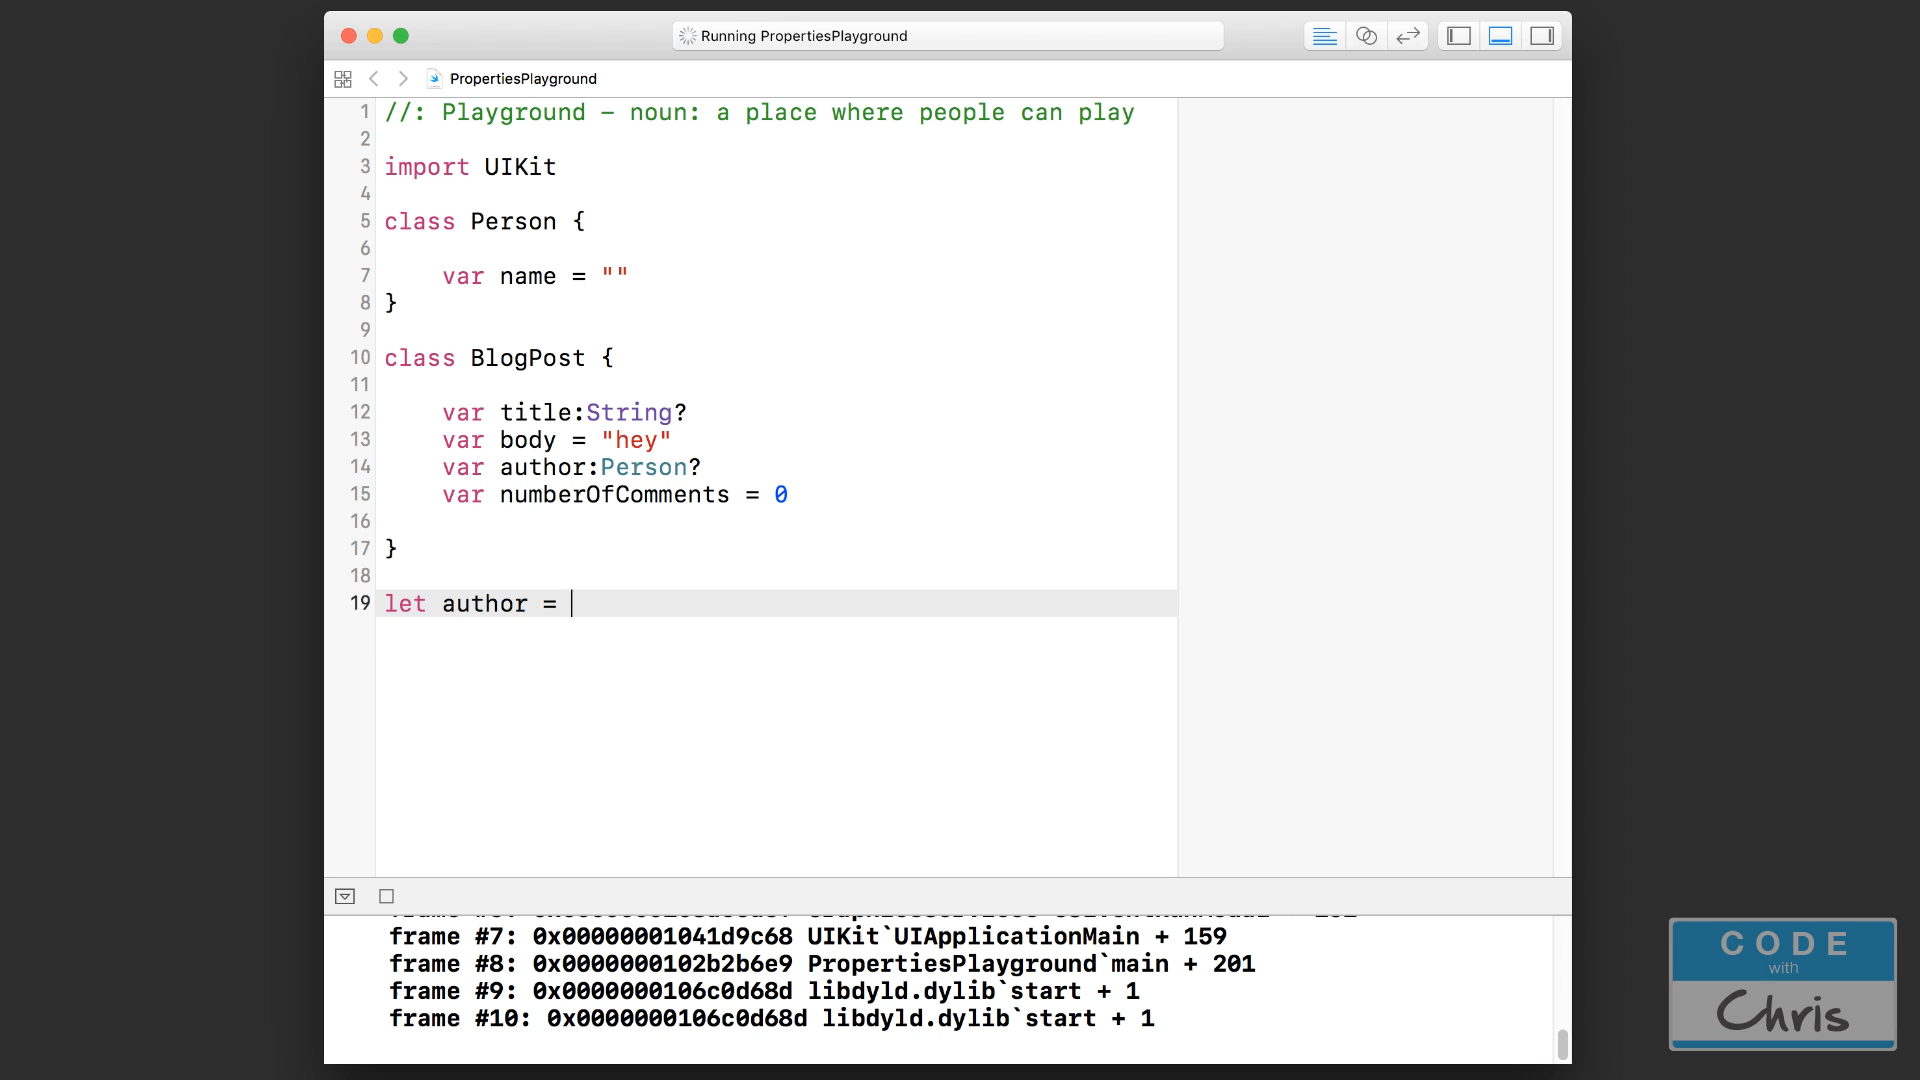 Running PropertiesPlayground
PropertiesPlayground
1 //: Playground – noun: a place where people can play
2
3 import UIKit
4
5 class Person {
6
7 var name = ""
8 }
9
10 class BlogPost {
11
12 var title:String?
13 var body = "hey"
14 var author:Person?
15 var numberOfComments = 0
16
17 }
18
19 let author =
frame #7: 0x00000001041d9c68 UIKit`UIApplicationMain + 159
frame #8: 0x0000000102b2b6e9 PropertiesPlayground`main + 201
frame #9: 0x0000000106c0d68d libdyld.dylib`start + 1
frame #10: 0x0000000106c0d68d libdyld.dylib`start + 1
CODE
with
Chris